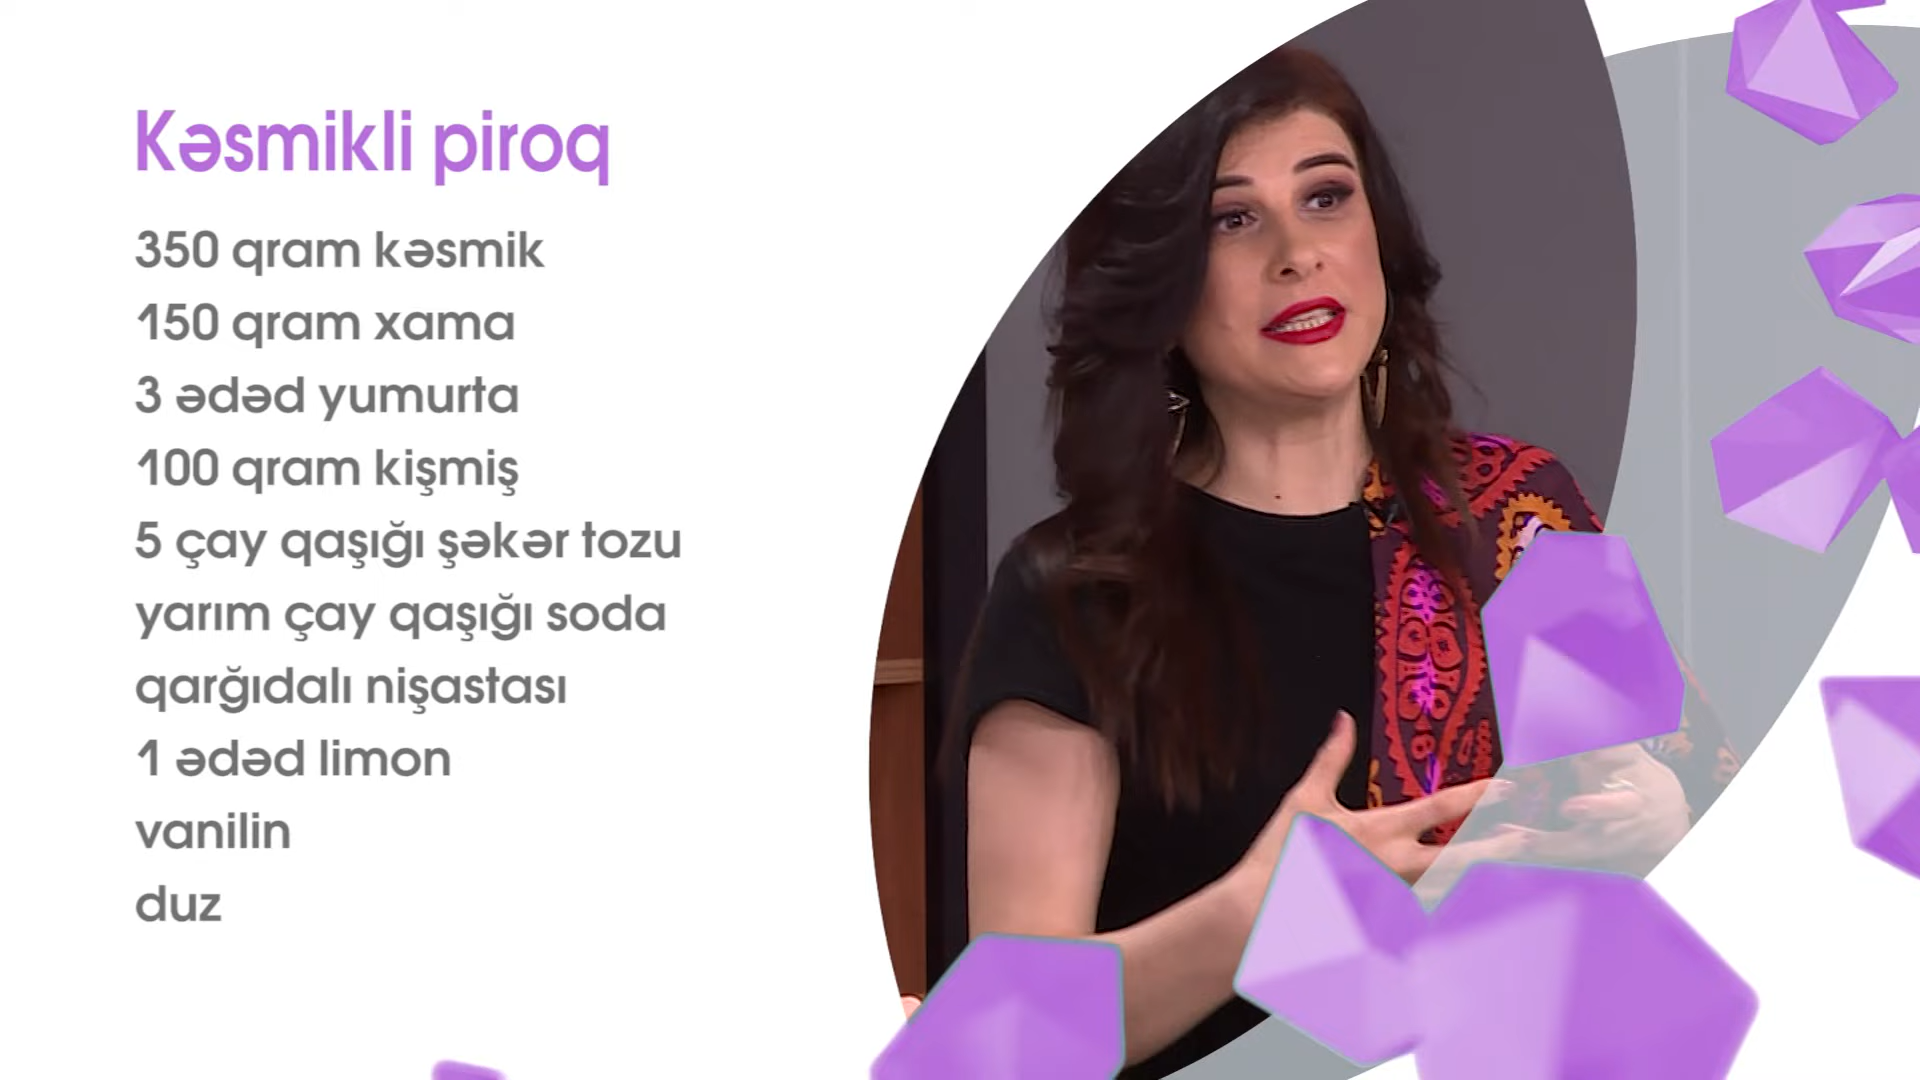 Kəsmikli piroq
350 qram kəsmik
150 qram xama
3 ədəd yumurta
100 qram kişmiş
5 çay qaşığı şəkər tozu
yarım çay qaşığı soda
qarğıdalı nişastası
1 ədəd limon
vanilin
duz